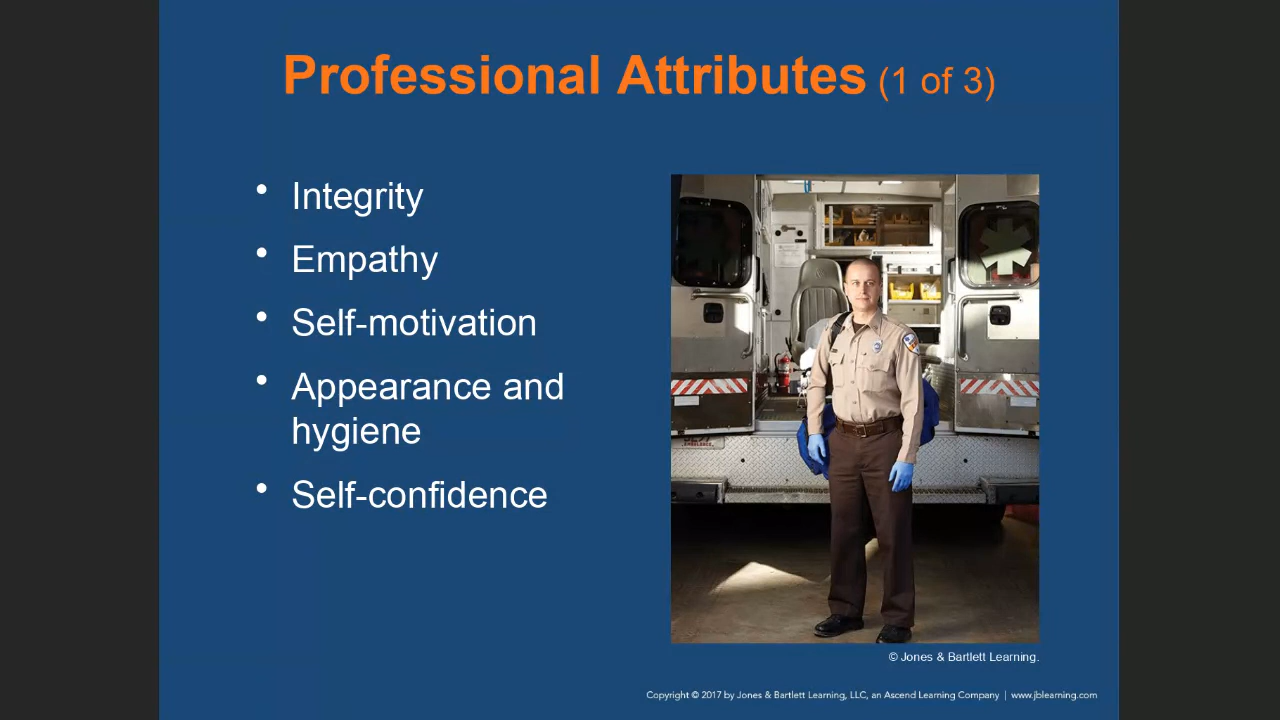 Professional Attributes (1 of 3)
• Integrity
• Empathy
• Self-motivation
• Appearance and
hygiene
• Self-confidence
© Jones & Bartlett Learning.
Copyright © 2017 by Jones & Bartlett Learning, LLC, an Ascend Learning Company | www.jblearning.com